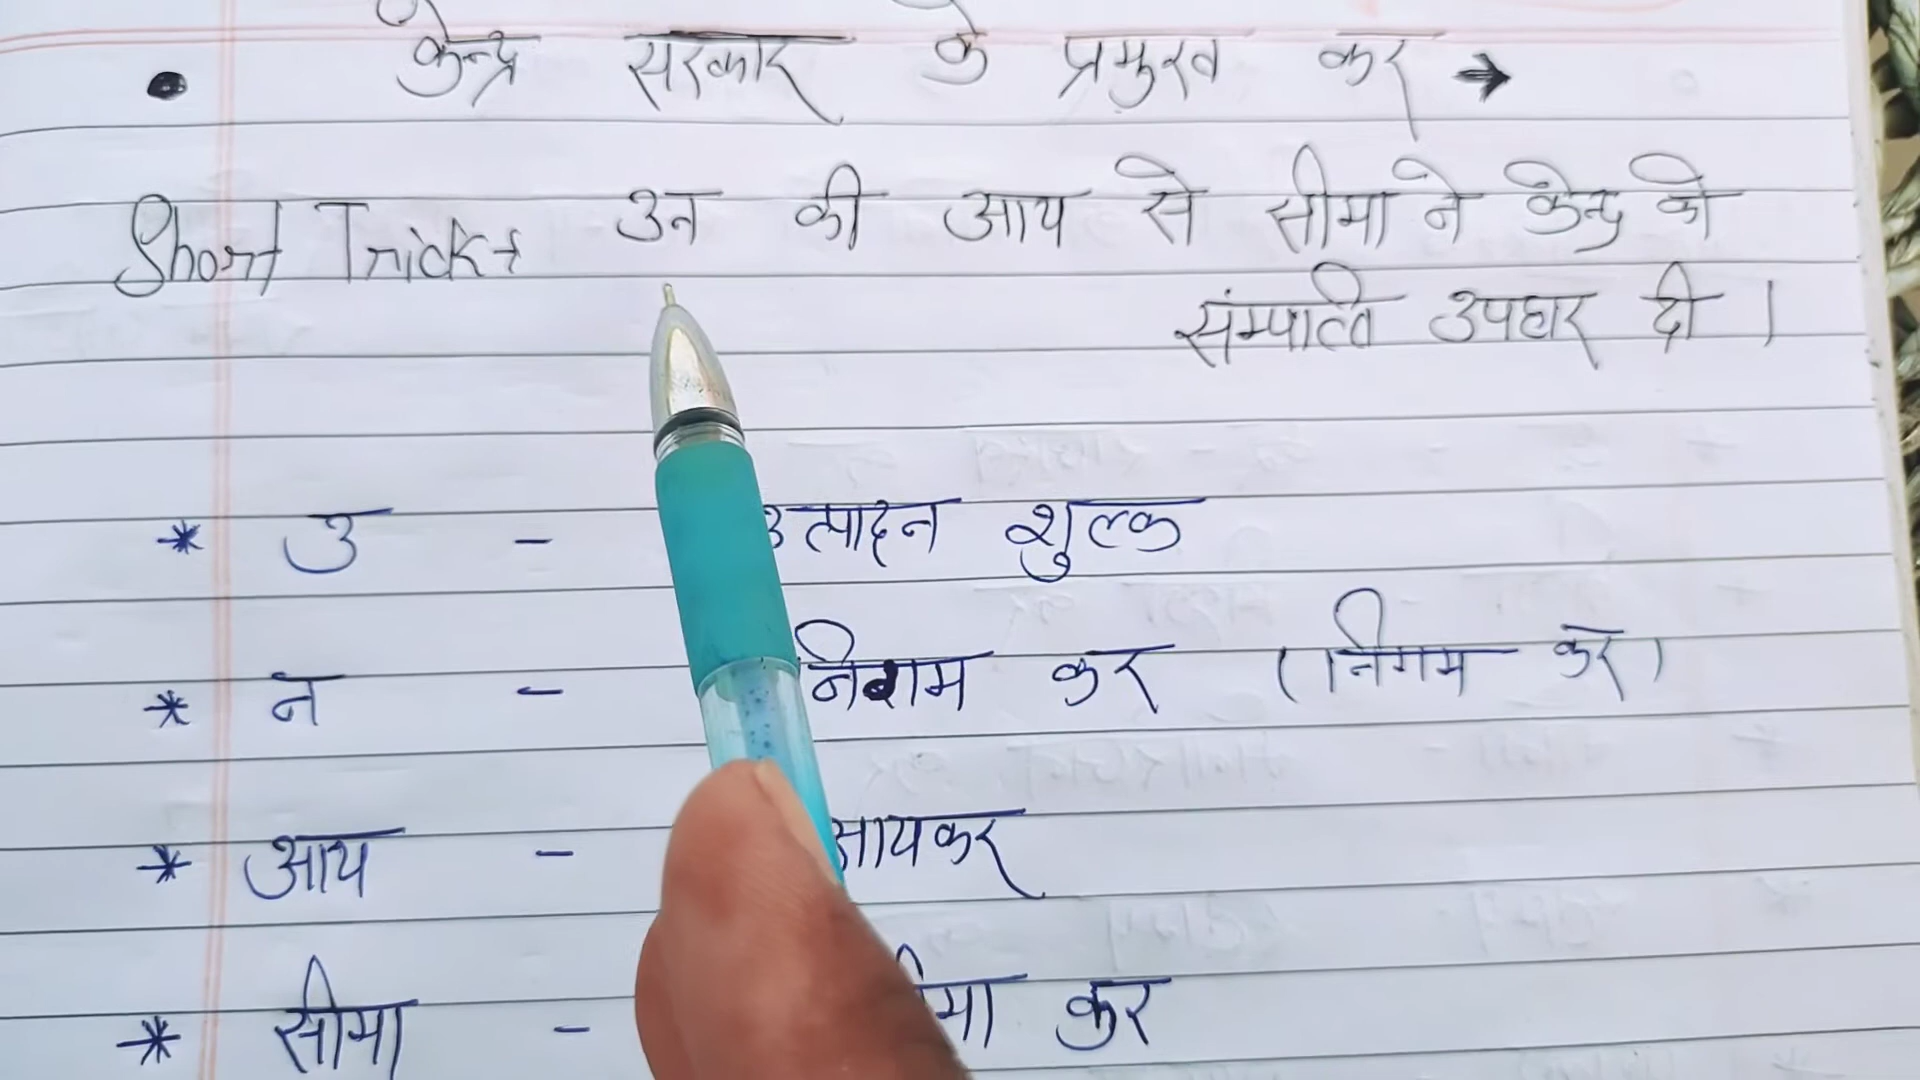 केन्द्र सरकार के प्रमुख कर →
Short Trick→ उन की आय से सीमा ने केन्द्र को
संम्पत्ति उपहार दी ।
* उ - उत्पादन शुल्क
* न - निगम कर (निगम कर)
* आय - आयकर
* सीमा - सीमा कर